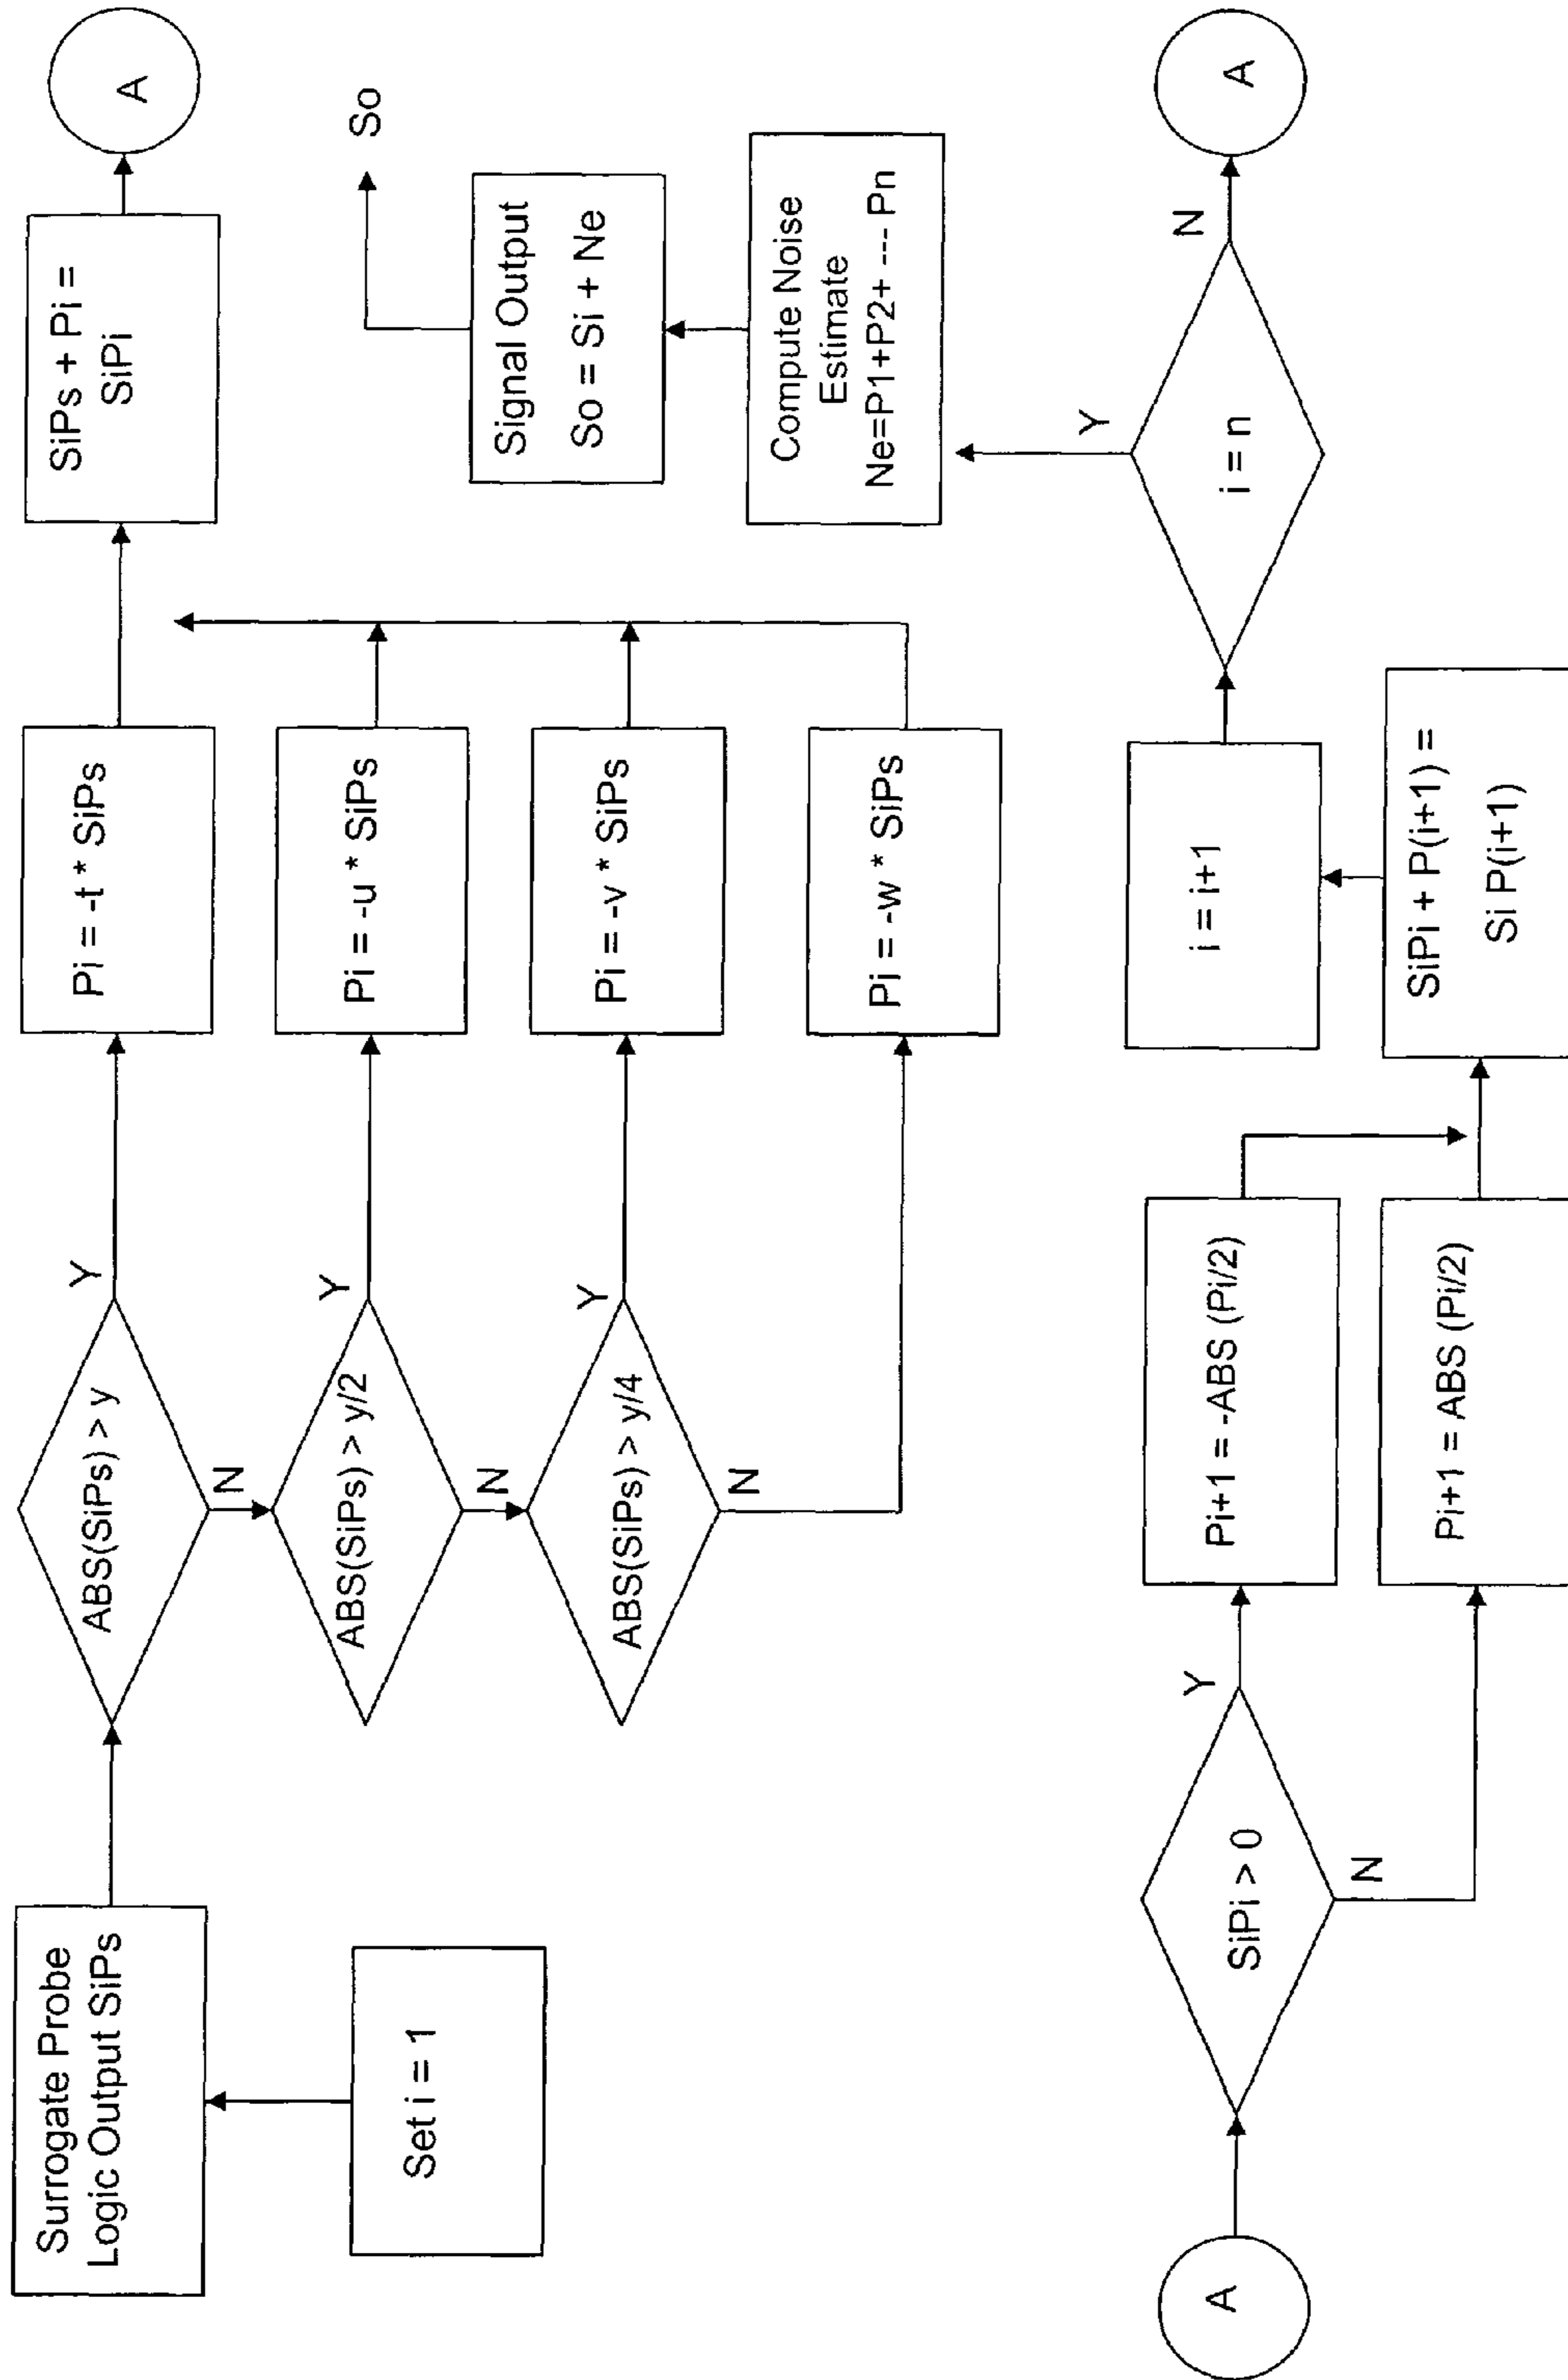 Surrogate Probe
Logic Output SiPs
Set i = 1
ABS(SiPs) > y
Y
N
Pi = -t * SiPs
SiPs + Pi =
SiPi
A
ABS(SiPs) > y/2
Y
N
Pi = -u * SiPs
ABS(SiPs) > y/4
Y
N
Pi = -v * SiPs
Pi = -w * SiPs
Signal Output
So = Si + Ne
So
Compute Noise
Estimate
Ne=P1+P2+ --- Pn
A
SiPi > 0
Y
N
Pi+1 = -ABS (Pi/2)
Pi+1 = ABS (Pi/2)
SiPi + P(i+1) =
Si P(i+1)
i = i+1
i = n
Y
N
A